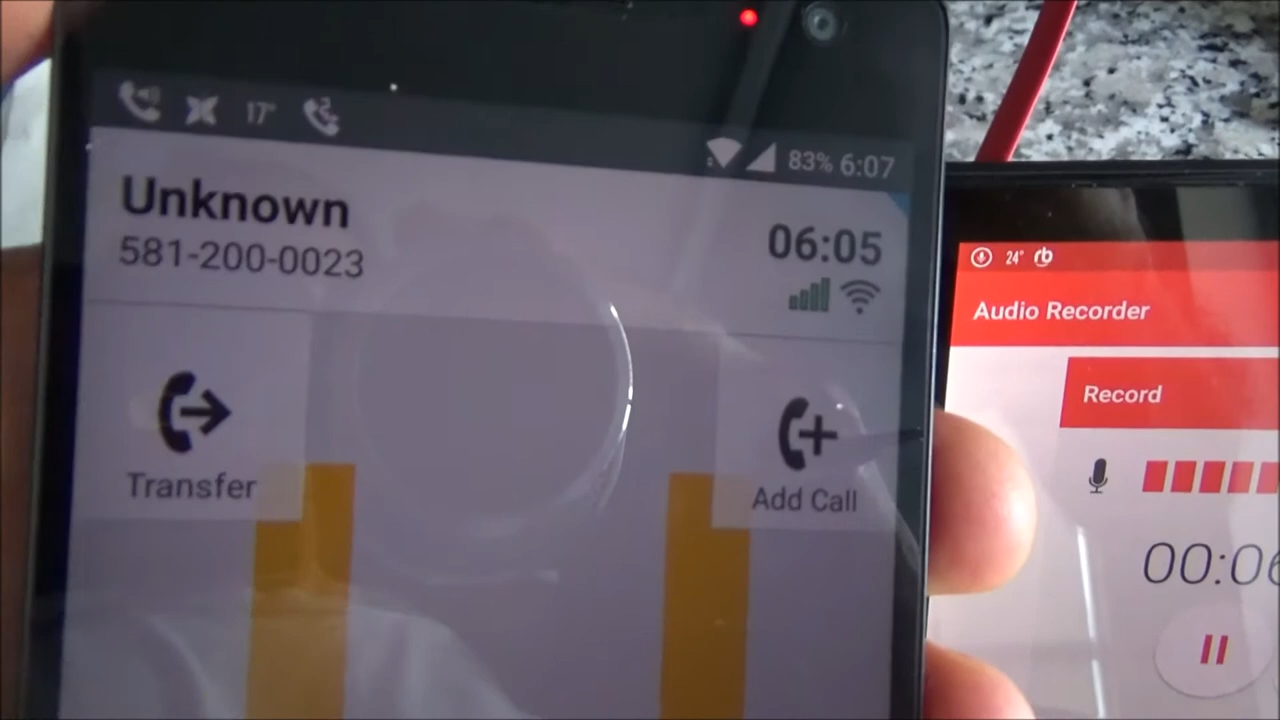 17°
83% 6:07
Unknown
581-200-0023
06:05
Transfer
Add Call
24°
Audio Recorder
Record
00:06